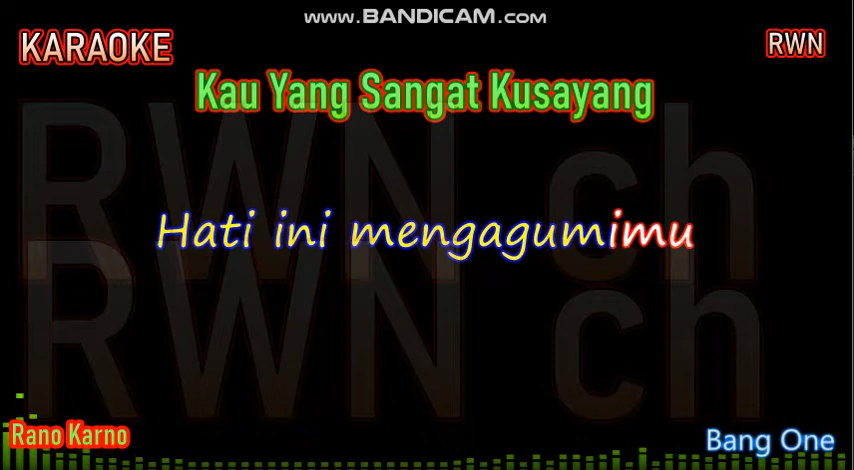 www.BANDICAM.com
KARAOKE
RWN
Kau Yang Sangat Kusayang
RWN ch
Hati ini mengagumimu
RWN ch
Rano Karno
Bang One